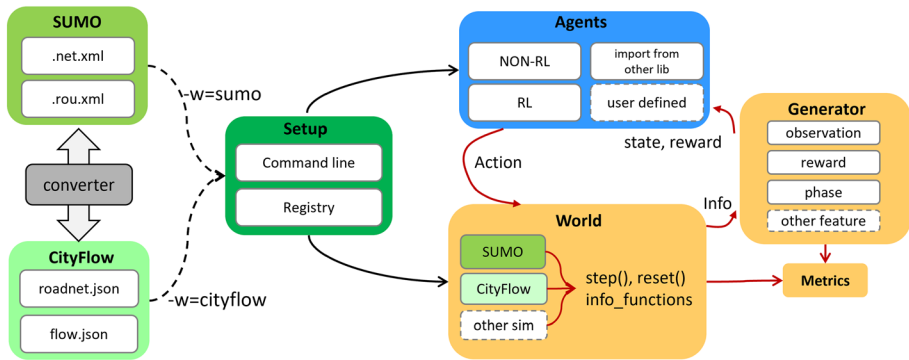 SUMO
.net.xml
.rou.xml
converter
CityFlow
roadnet.json
flow.json
-w=sumo
-w=cityflow
Setup
Command line
Registry
Agents
NON-RL
import from
other lib
RL
user defined
Action
state, reward
Info
World
SUMO
CityFlow
other sim
step(), reset()
info_functions
Generator
observation
reward
phase
other feature
Metrics